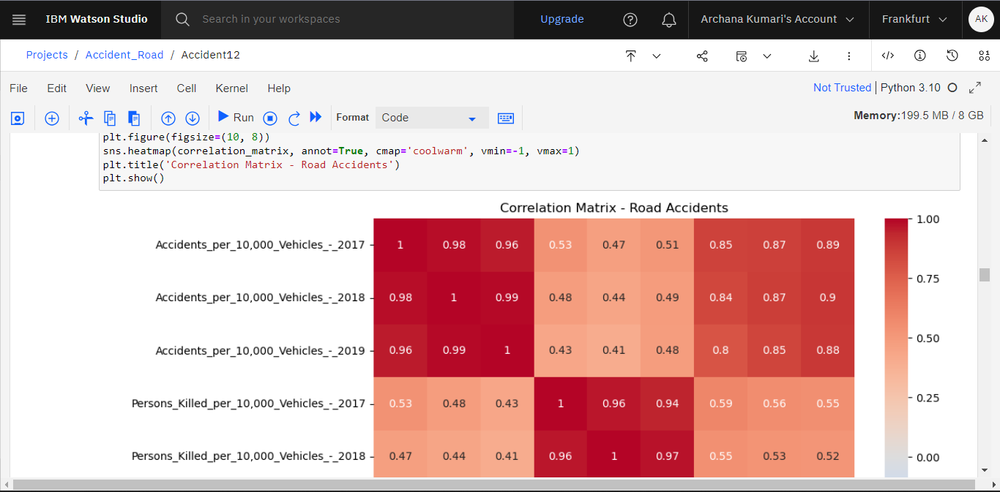 IBM Watson Studio
Search in your workspaces
Upgrade
Archana Kumari's Account
Frankfurt
AK
Projects / Accident_Road / Accident12
File Edit View Insert Cell Kernel Help
Not Trusted | Python 3.10
Run
Format
Code
Memory:199.5 MB / 8 GB
plt.figure(figsize=(10, 8))
sns.heatmap(correlation_matrix, annot=True, cmap='coolwarm', vmin=-1, vmax=1)
plt.title('Correlation Matrix - Road Accidents')
plt.show()
Correlation Matrix - Road Accidents
Accidents_per_10,000_Vehicles_-_2017 1 0.98 0.96 0.53 0.47 0.51 0.85 0.87 0.89
Accidents_per_10,000_Vehicles_-_2018 0.98 1 0.99 0.48 0.44 0.49 0.84 0.87 0.9
Accidents_per_10,000_Vehicles_-_2019 0.96 0.99 1 0.43 0.41 0.48 0.8 0.85 0.88
Persons_Killed_per_10,000_Vehicles_-_2017 0.53 0.48 0.43 1 0.96 0.94 0.59 0.56 0.55
Persons_Killed_per_10,000_Vehicles_-_2018 0.47 0.44 0.41 0.96 1 0.97 0.55 0.53 0.52
1.00
0.75
0.50
0.25
0.00